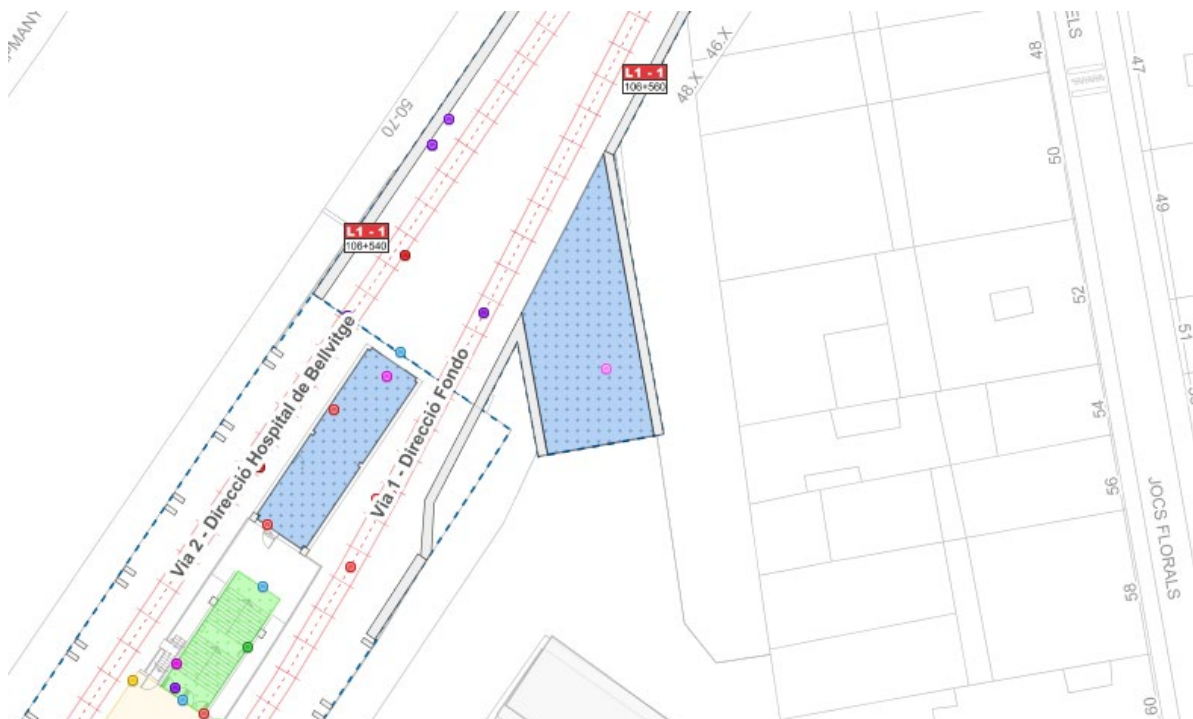 50-70
46.X
48.X
L1 - 1
106+560
L1 - 1
106+540
Via 2 - Direcció Hospital de Bellvitge
Via 1 - Direcció Fondo
48
47
50
49
52
51
54
56
58
60
JOCS FLORALS